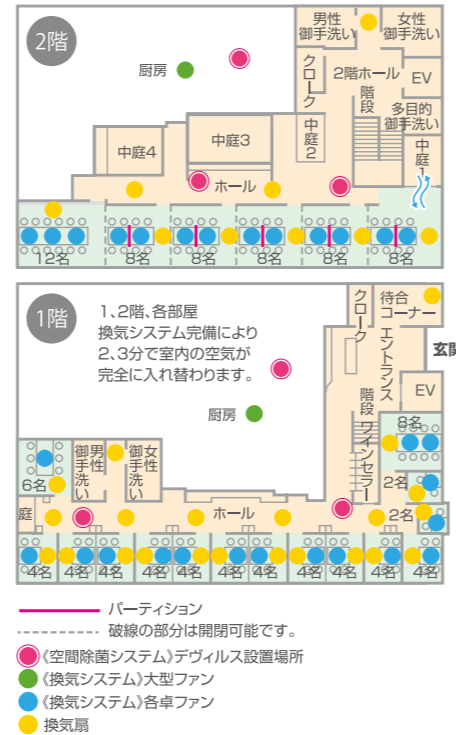 2階
男性
御手洗い
女性
御手洗い
厨房
クローク
2階ホール
EV
階段
多目的
御手洗い
中庭4
中庭3
中庭2
中庭1
ホール
12名
8名
8名
8名
8名
8名
1階
1、2階、各部屋
換気システム完備により
2、3分で室内の空気が
完全に入れ替わります。
クローク
待合
コーナー
エントランス
玄関
厨房
階段
EV
ワインセラー
8名
6名
男性
御手洗い
女性
御手洗い
2名
2名
庭
ホール
4名
4名
4名
4名
4名
4名
4名
4名
4名
4名
パーティション
破線の部分は開閉可能です。
《空間除菌システム》デヴィルス設置場所
《換気システム》大型ファン
《換気システム》各卓ファン
換気扇